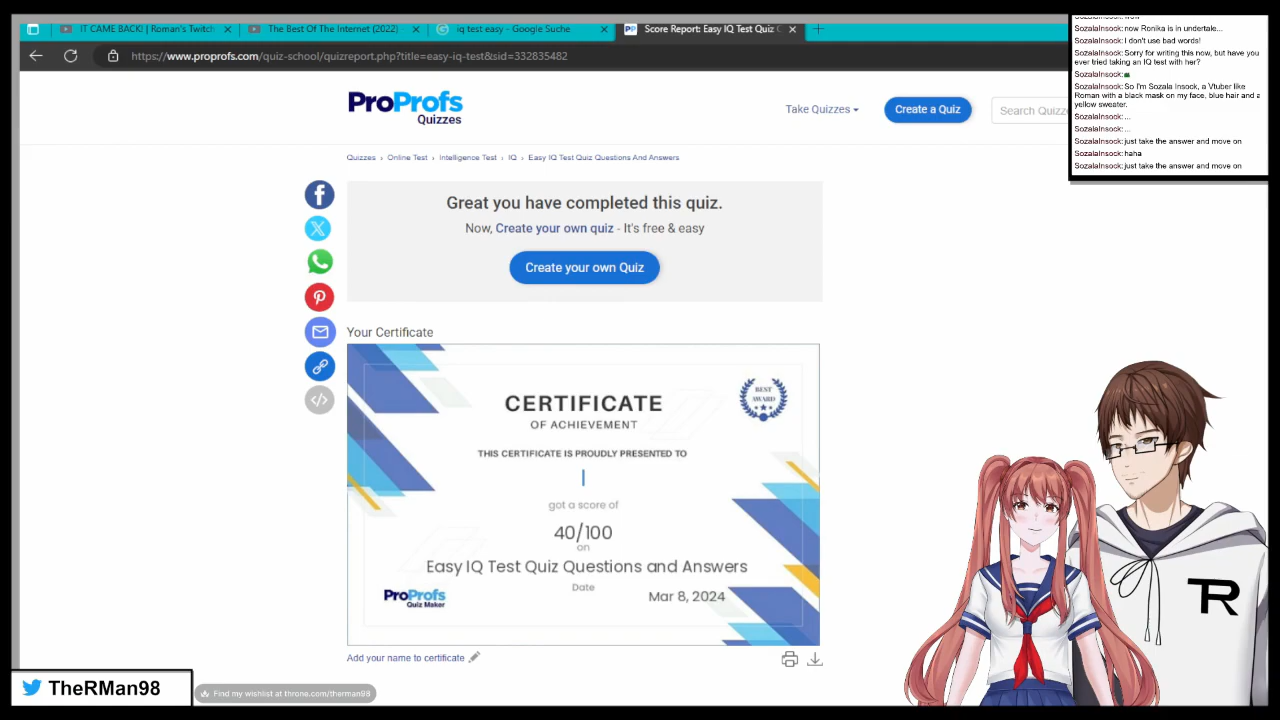 IT CAME BACK! | Roman's Twitch
The Best Of The Internet (2022)
iq test easy - Google Suche
Score Report: Easy IQ Test Quiz
https://www.proprofs.com/quiz-school/quizreport.php?title=easy-iq-test&sid=332835482
ProProfs
Quizzes
Take Quizzes
Create a Quiz
Search Quizz
Quizzes › Online Test › Intelligence Test › IQ › Easy IQ Test Quiz Questions And Answers
Great you have completed this quiz.
Now, Create your own quiz - It's free & easy
Create your own Quiz
Your Certificate
BEST
AWARD
CERTIFICATE
OF ACHIEVEMENT
THIS CERTIFICATE IS PROUDLY PRESENTED TO
got a score of
40/100
on
Easy IQ Test Quiz Questions and Answers
Date
Mar 8, 2024
ProProfs
Quiz Maker
Add your name to certificate
SozalaInsock: now Ronika is in undertale...
SozalaInsock: I don't use bad words!
SozalaInsock: Sorry for writing this now, but have you
ever tried taking an IQ test with her?
SozalaInsock:
SozalaInsock: So I'm Sozala Insock, a Vtuber like
Roman with a black mask on my face, blue hair and a
yellow sweater.
SozalaInsock: ...
SozalaInsock: ...
SozalaInsock: just take the answer and move on
SozalaInsock: haha
SozalaInsock: just take the answer and move on
TR
TheRMan98
Find my wishlist at throne.com/therman98